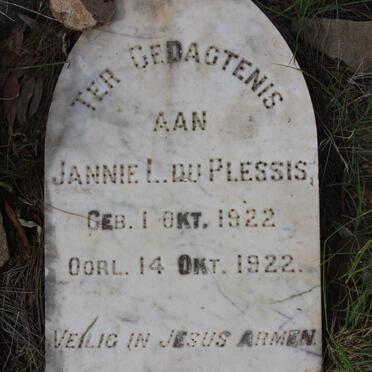 TER GEDAGTENIS
AAN
JANNIE L. DU PLESSIS,
GEB. 1 OKT. 1922
OORL. 14 OKT. 1922.
VEILIG IN JESUS ARMEN.